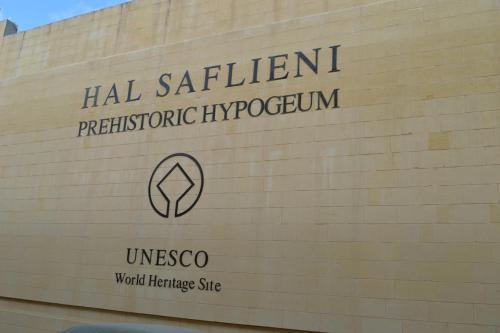 HAL SAFLIENI
PREHISTORIC HYPOGEUM
UNESCO
World Heritage Site